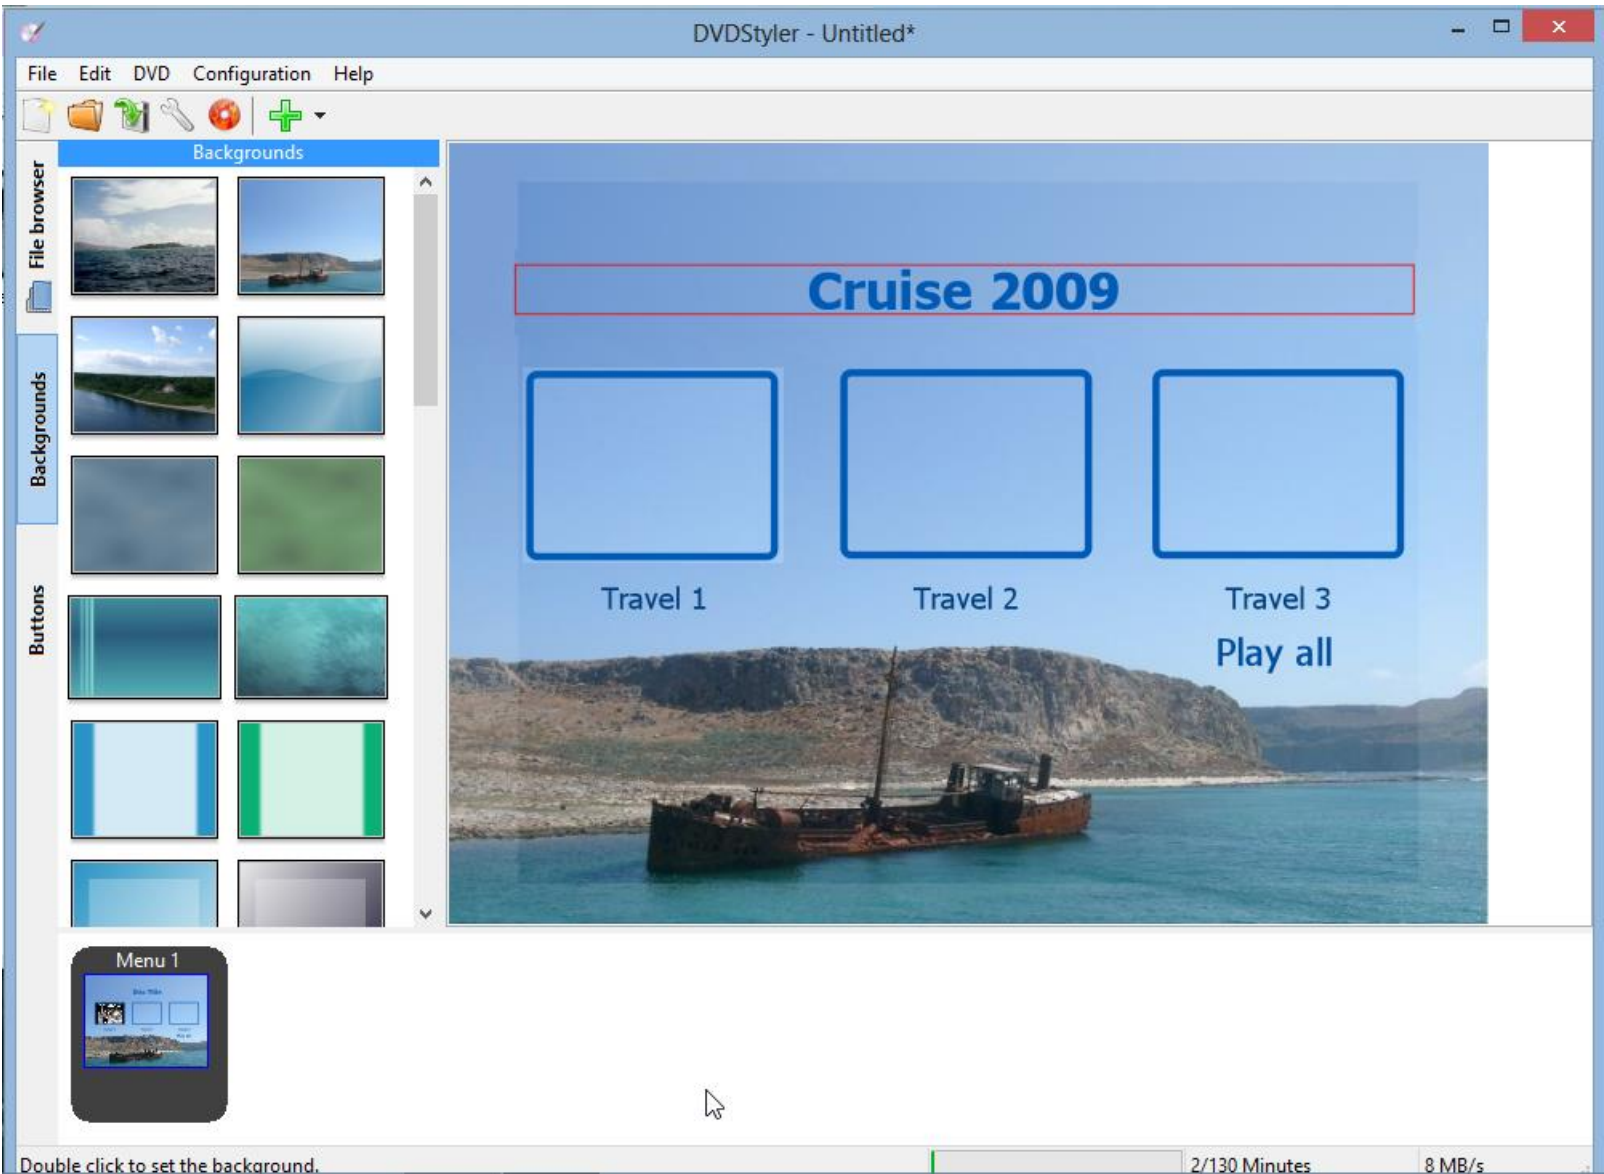 DVDStyler - Untitled*
File Edit DVD Configuration Help
File browser
Backgrounds
Buttons
Backgrounds
Cruise 2009
Travel 1 Travel 2 Travel 3
Play all
Menu 1
Double click to set the background. 2/130 Minutes 8 MB/s